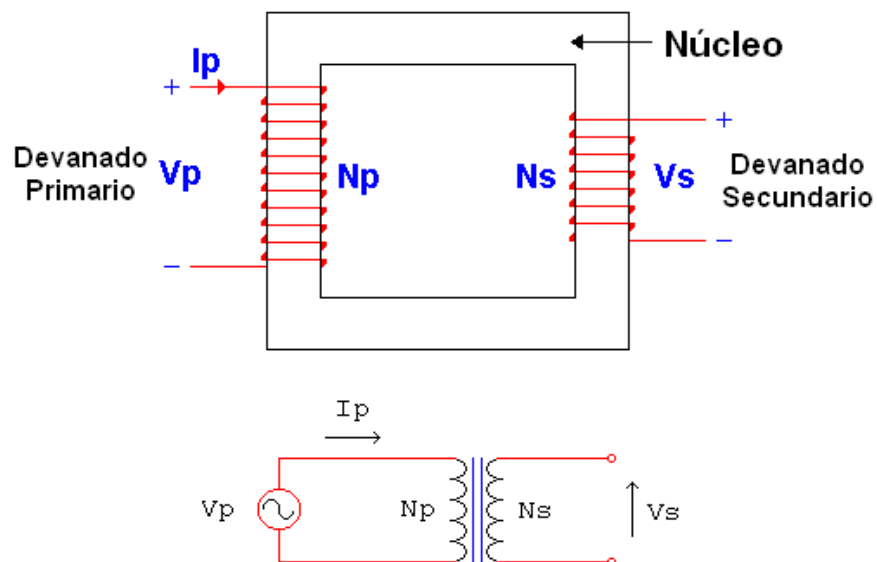 Núcleo
Ip
+
+
Devanado
Primario
Vp
Np
Ns
Vs
Devanado
Secundario
−
−
Ip
Vp
Np
Ns
Vs